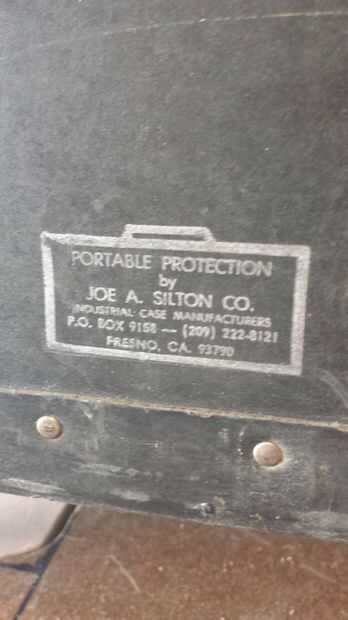 PORTABLE PROTECTION
by
JOE A. SILTON CO.
INDUSTRIAL CASE MANUFACTURERS
P.O. BOX 9158 — (209) 222-8121
FRESNO, CA. 93790